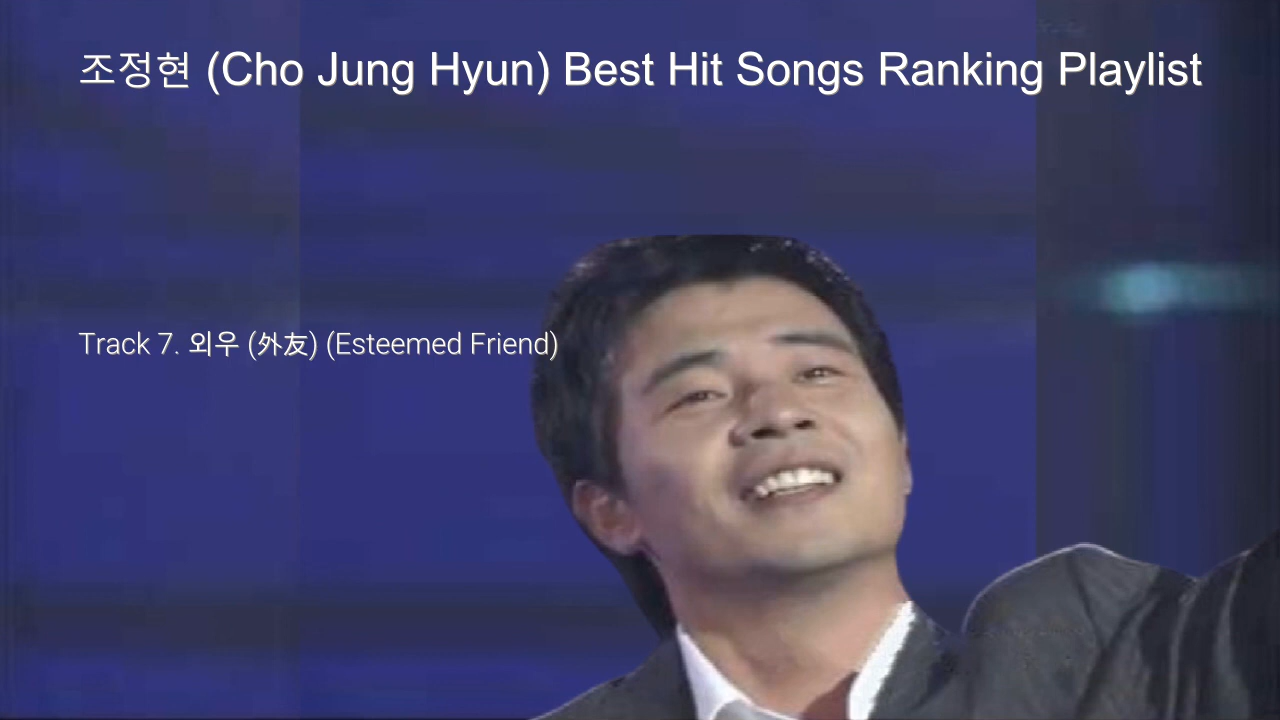 조정현 (Cho Jung Hyun) Best Hit Songs Ranking Playlist
Track 7. 외우 (外友) (Esteemed Friend)